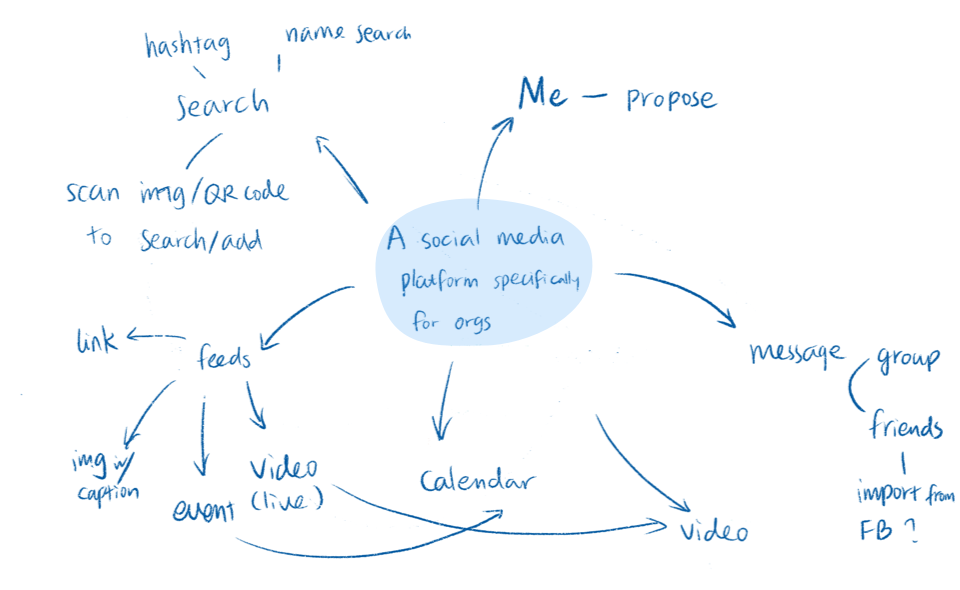 hashtag
name search
Search
Me — propose
scan img/QR code
to search/add
A social media
platform specifically
for orgs
link
feeds
message
group
friends
import from
FB ?
img w/
caption
event
video
(live)
Calendar
video